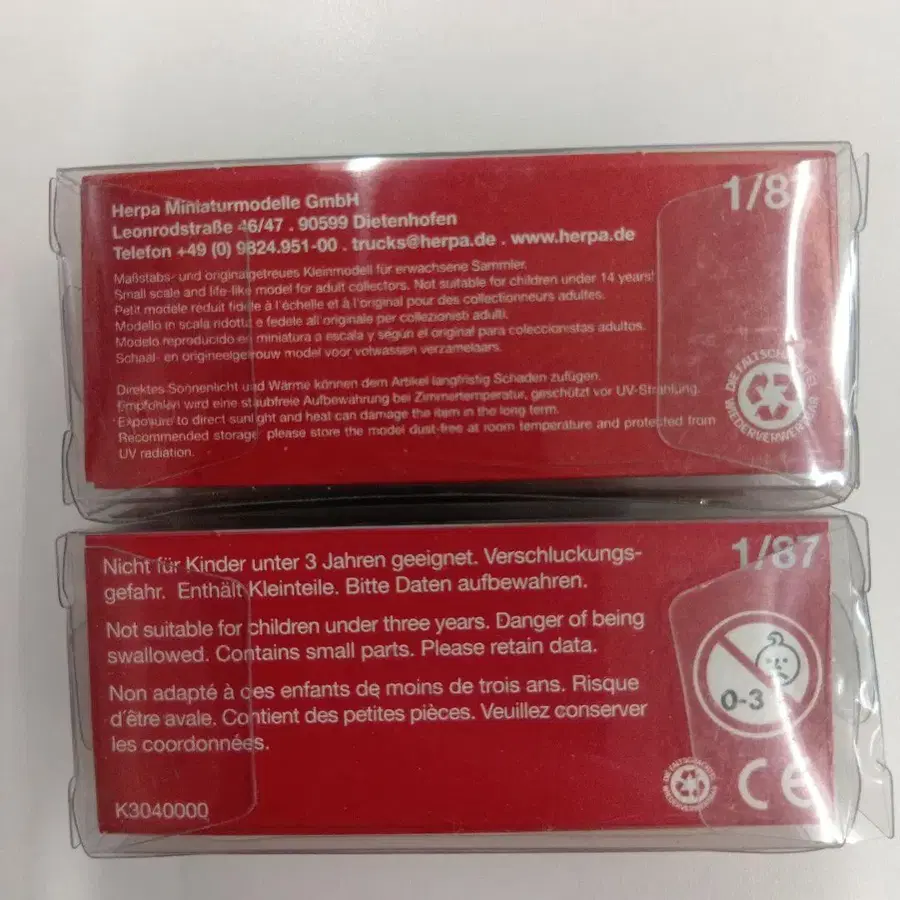 Herpa Miniaturmodelle GmbH
Leonrodstraße 46/47 . 90599 Dietenhofen
Telefon +49 (0) 9824.951-00 . trucks@herpa.de . www.herpa.de
1/87
Maßstabs- und originalgetreues Kleinmodell für erwachsene Sammler.
Small scale and life-like model for adult collectors. Not suitable for children under 14 years!
Petit modele réduit fidèle à l'échelle et à l'original pour des collectionneurs adultes.
Modello in scala ridotta e fedele all'originale per collezionisti adulti.
Modelo reproducido en miniatura a escala y según el original para coleccionistas adultos.
Schaal- en origineelgetrouw model voor volwassen verzamelaars.
Direktes Sonnenlicht und Wärme können dem Artikel langfristig Schaden zufügen.
Empfohlen wird eine staubfreie Aufbewahrung bei Zimmertemperatur, geschützt vor UV-Strahlung.
Exposure to direct sunlight and heat can damage the item in the long term.
Recommended storage: please store the model dust-free at room temperature and protected from
UV radiation.
DIE FALTSCHACHTEL
WIEDERVERWERTBAR
Nicht für Kinder unter 3 Jahren geeignet. Verschluckungs-
gefahr. Enthält Kleinteile. Bitte Daten aufbewahren.
1/87
Not suitable for children under three years. Danger of being
swallowed. Contains small parts. Please retain data.
Non adapté à des enfants de moins de trois ans. Risque
d'être avale. Contient des petites pièces. Veuillez conserver
les coordonnées.
0-3
K3040000
DIE FALTSCHACHTEL
WIEDERVERWERTBAR
CE